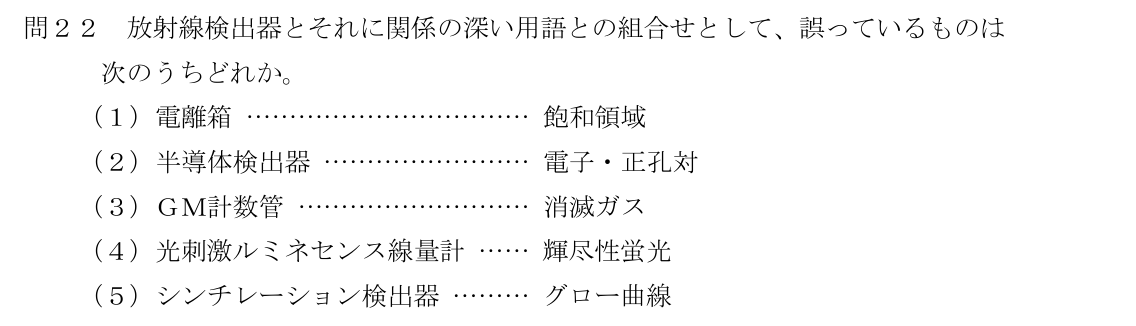 問２２　放射線検出器とそれに関係の深い用語との組合せとして、誤っているものは
次のうちどれか。
（１）電離箱 ……………………………… 飽和領域
（２）半導体検出器 …………………… 電子・正孔対
（３）ＧＭ計数管 ……………………… 消滅ガス
（４）光刺激ルミネセンス線量計 …… 輝尽性蛍光
（５）シンチレーション検出器 ……… グロー曲線